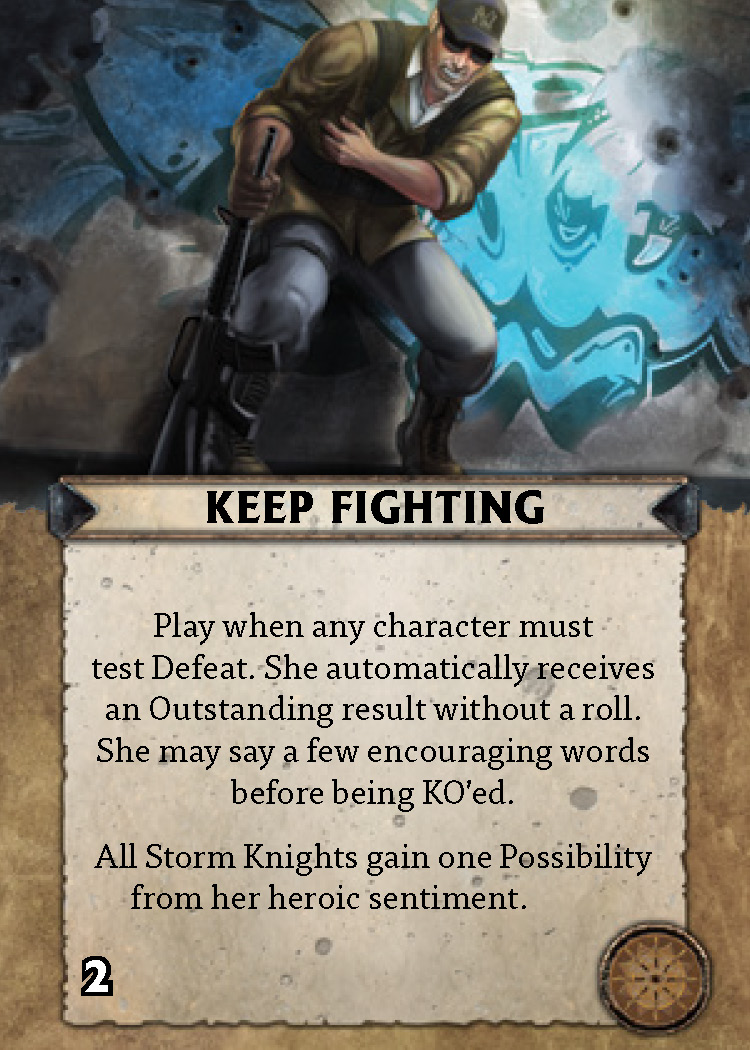 KEEP FIGHTING
Play when any character must
test Defeat. She automatically receives
an Outstanding result without a roll.
She may say a few encouraging words
before being KO’ed.
All Storm Knights gain one Possibility
from her heroic sentiment.
2